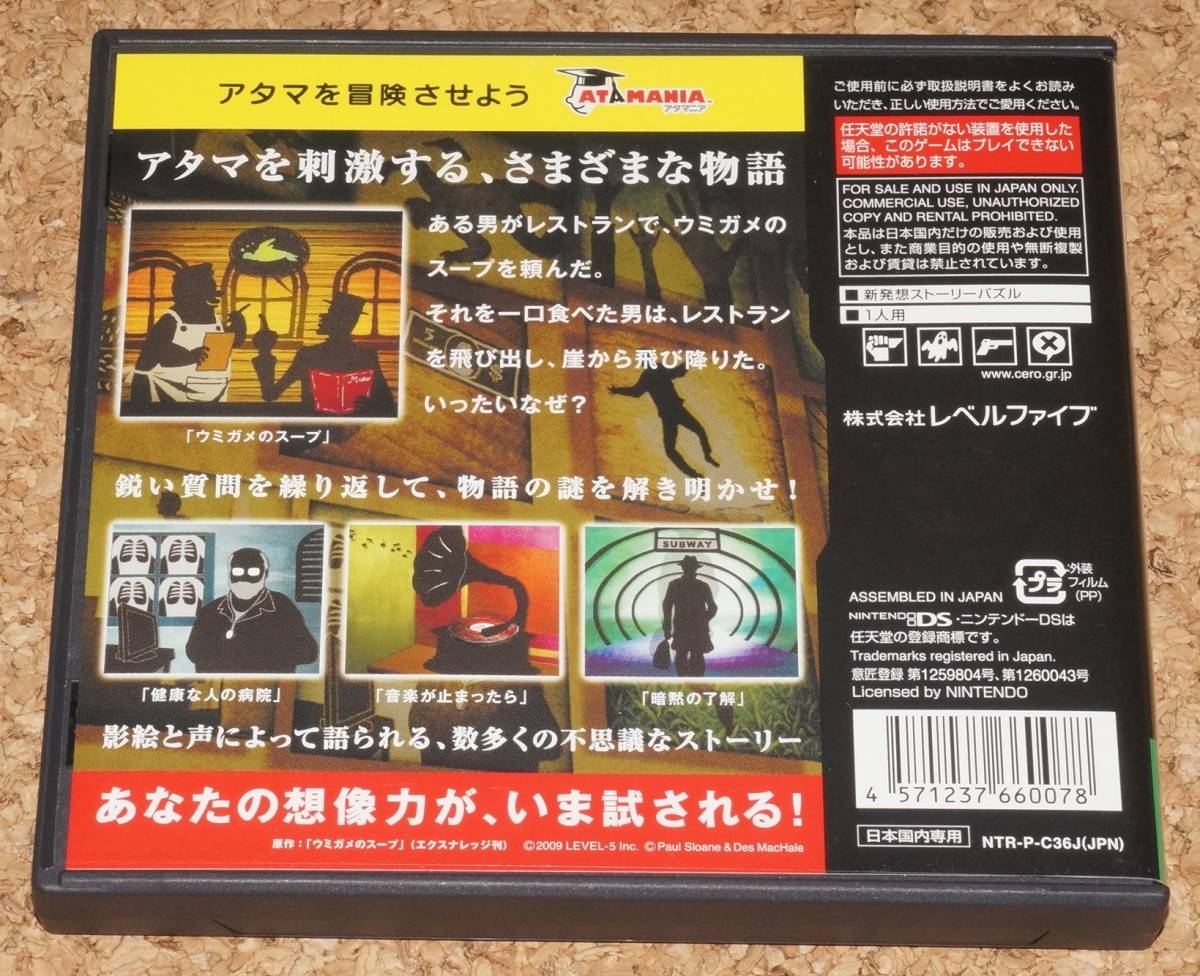 アタマを冒険させよう
ATAMANIA™
アタマニア
アタマを刺激する、さまざまな物語
ある男がレストランで、ウミガメの
スープを頼んだ。
それを一口食べた男は、レストラン
を飛び出し、崖から飛び降りた。
いったいなぜ？
Menu
「ウミガメのスープ」
鋭い質問を繰り返して、物語の謎を解き明かせ！
SUBWAY
「健康な人の病院」
「音楽が止まったら」
「暗黙の了解」
影絵と声によって語られる、数多くの不思議なストーリー
あなたの想像力が、いま試される！
原作：「ウミガメのスープ」（エクスナレッジ刊） ©2009 LEVEL-5 Inc. ©Paul Sloane & Des MacHale
ご使用前に必ず取扱説明書をよくお読み
いただき、正しい使用方法でご愛用ください。
任天堂の許諾がない装置を使用した
場合、このゲームはプレイできない
可能性があります。
FOR SALE AND USE IN JAPAN ONLY.
COMMERCIAL USE, UNAUTHORIZED
COPY AND RENTAL PROHIBITED.
本品は日本国内だけの販売および使用
とし、また商業目的の使用や無断複製
および賃貸は禁止されています。
■ 新発想ストーリーパズル
■ 1人用
www.cero.gr.jp
株式会社レベルファイブ
プラ
外装
フィルム
(PP)
ASSEMBLED IN JAPAN
NINTENDO DS・ニンテンドーDSは
任天堂の登録商標です。
Trademarks registered in Japan.
意匠登録 第1259804号、第1260043号
Licensed by NINTENDO
4 571237 660078
日本国内専用
NTR-P-C36J(JPN)